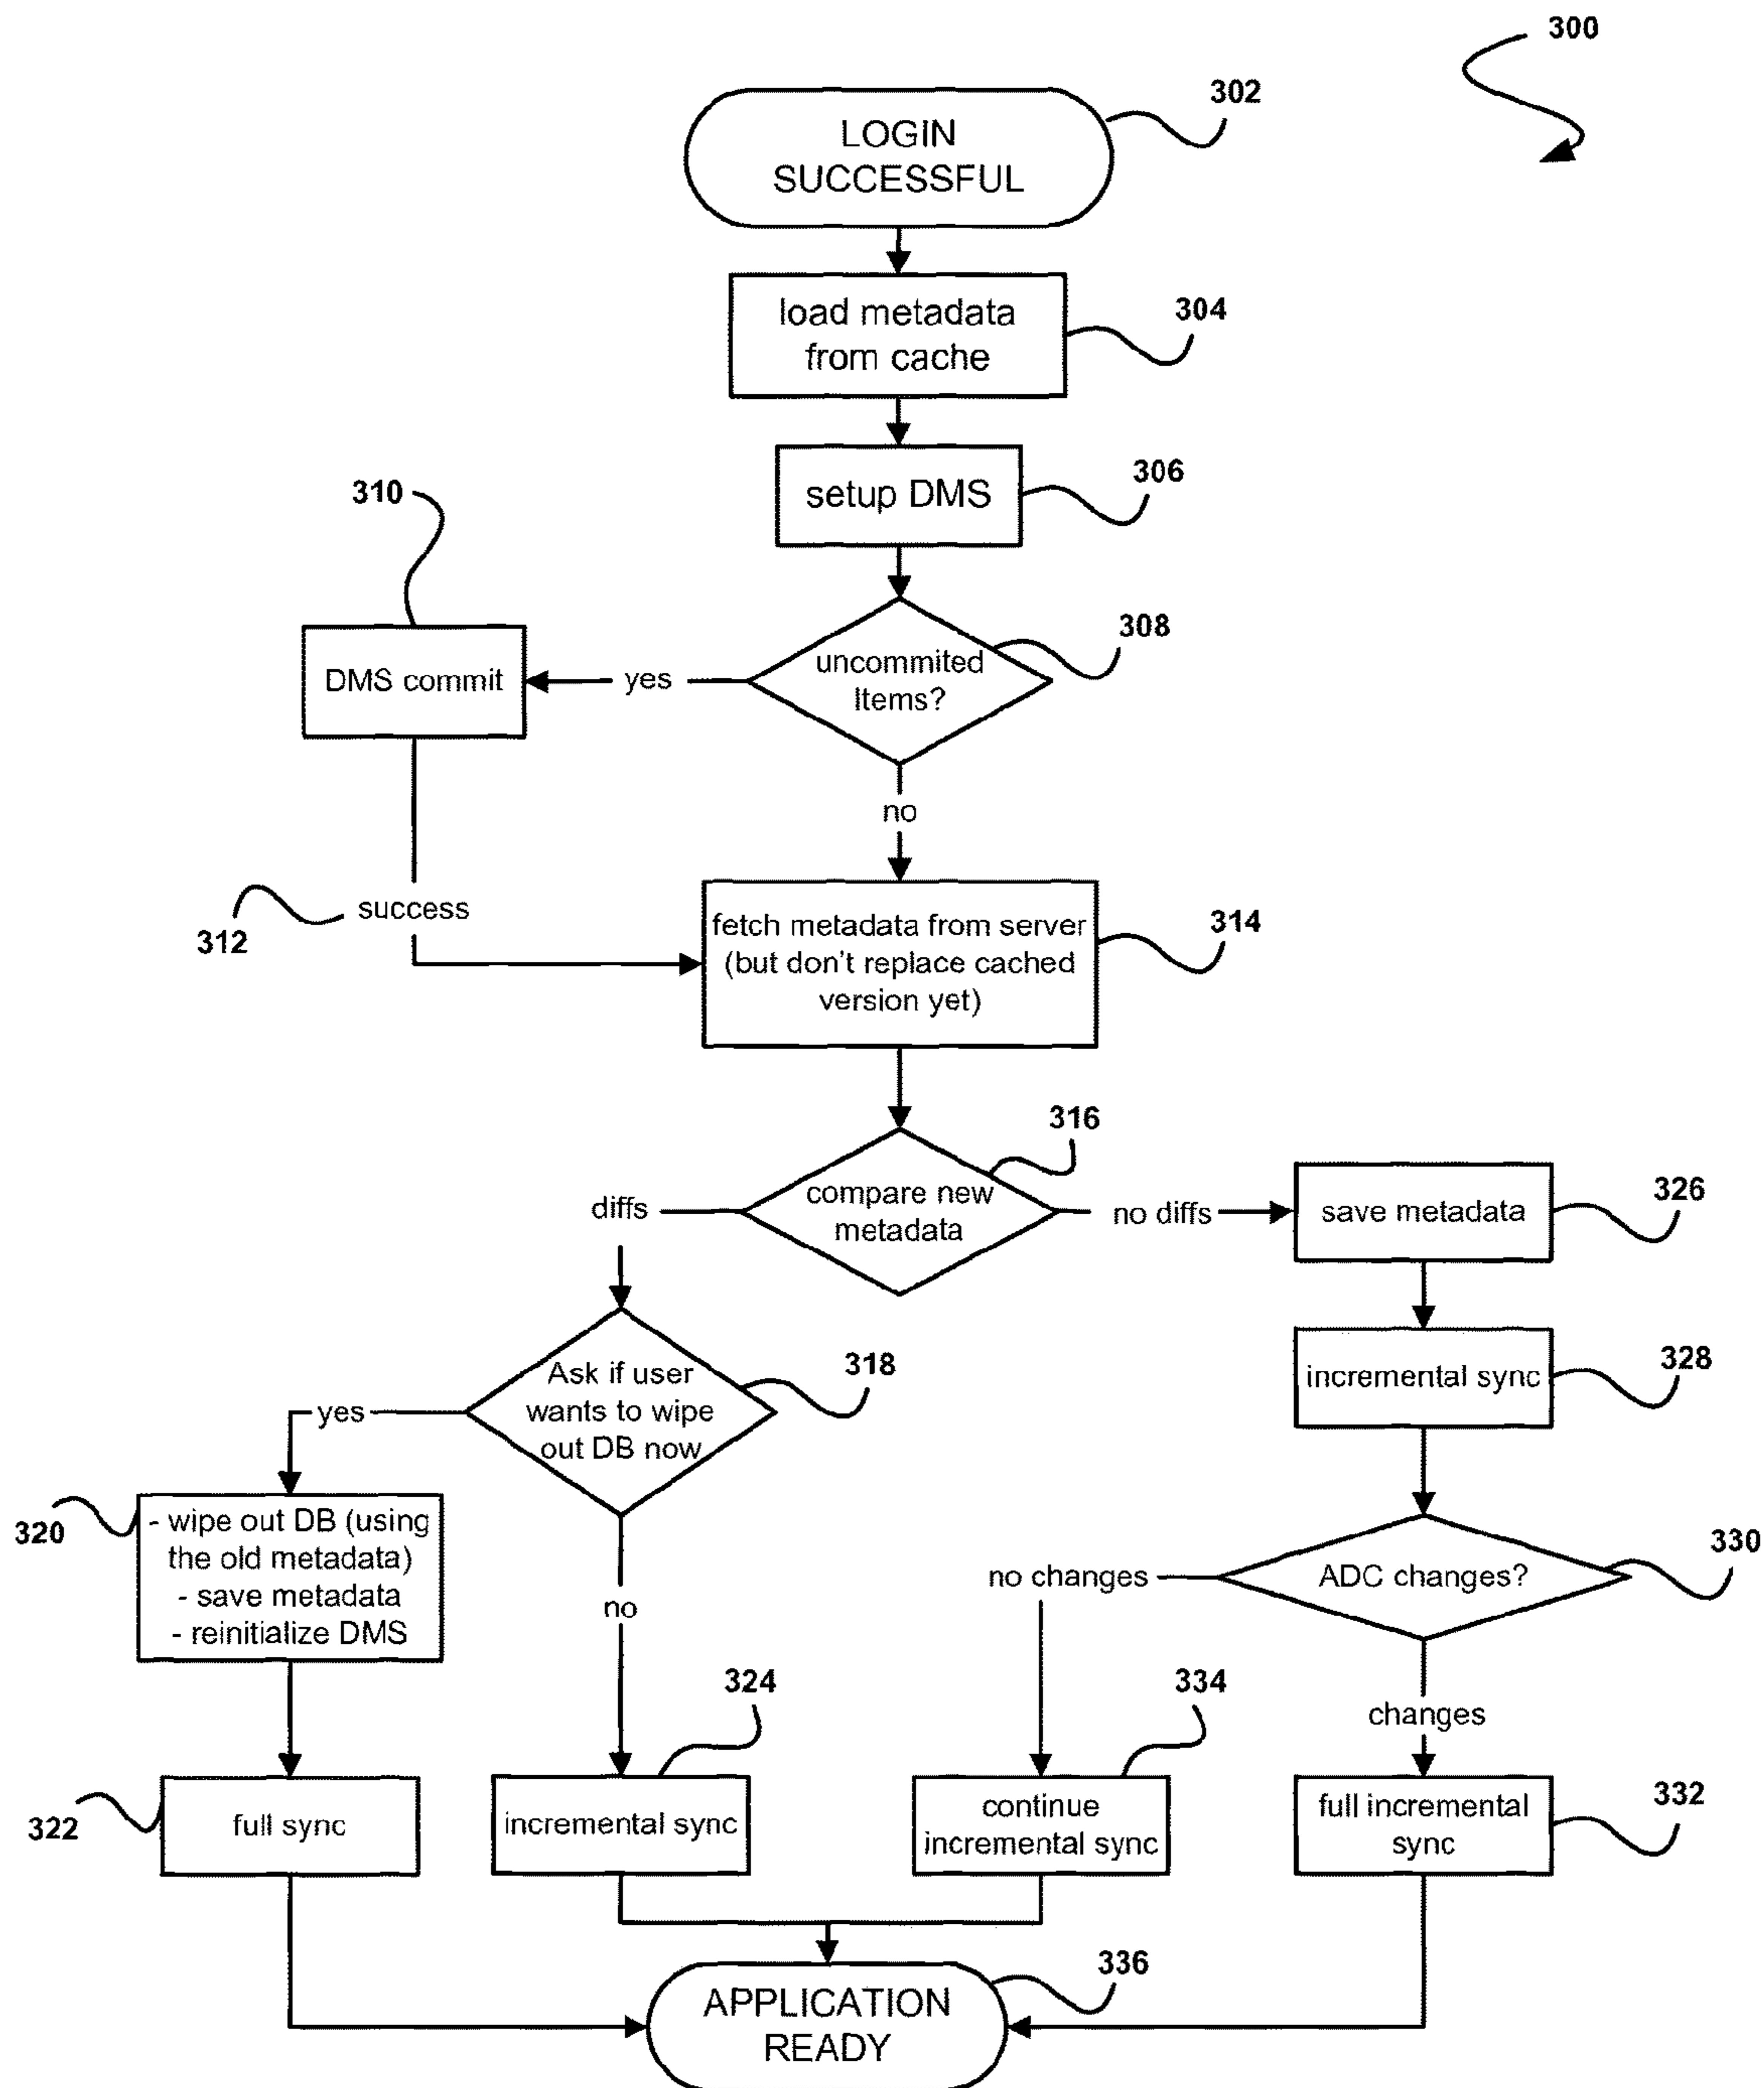 300
302
LOGIN
SUCCESSFUL
304
load metadata
from cache
306
setup DMS
310
308
DMS commit
yes
uncommited
Items?
no
312
success
314
fetch metadata from server
(but don't replace cached
version yet)
316
diffs
compare new
metadata
no diffs
save metadata
326
318
Ask if user
wants to wipe
out DB now
incremental sync
328
yes
320
- wipe out DB (using
the old metadata)
- save metadata
- reinitialize DMS
no
no changes
ADC changes?
330
324
334
changes
322
full sync
incremental sync
continue
incremental sync
full incremental
sync
332
336
APPLICATION
READY